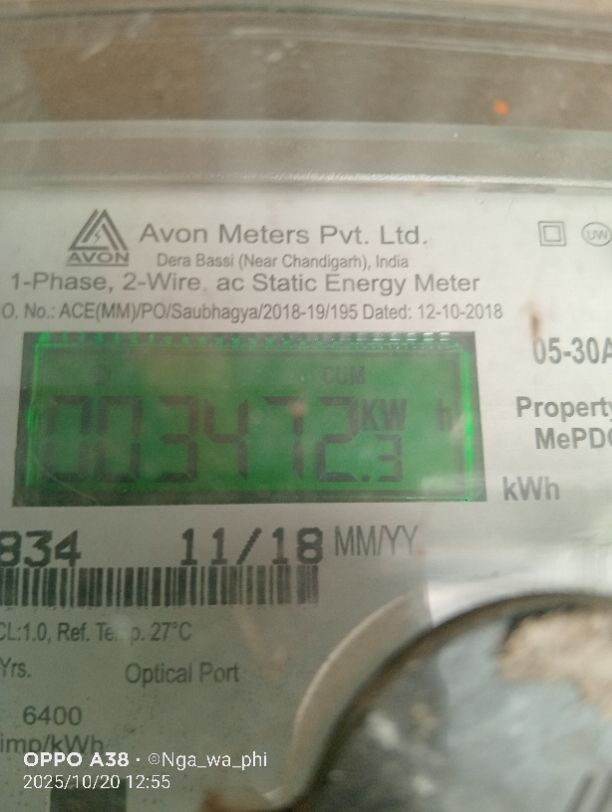 AVON
Avon Meters Pvt. Ltd.
Dera Bassi (Near Chandigarh), India
1-Phase, 2-Wire, ac Static Energy Meter
O. No.: ACE(MM)/PO/Saubhagya/2018-19/195 Dated: 12-10-2018
UW
05-30A
CUM
003472.3 KW h
Property
MePDC
kWh
834 11/18 MM/YY
CL:1.0, Ref. Temp. 27°C
Yrs. Optical Port
6400
imp/kWh
OPPO A38 · ©Nga_wa_phi
2025/10/20 12:55